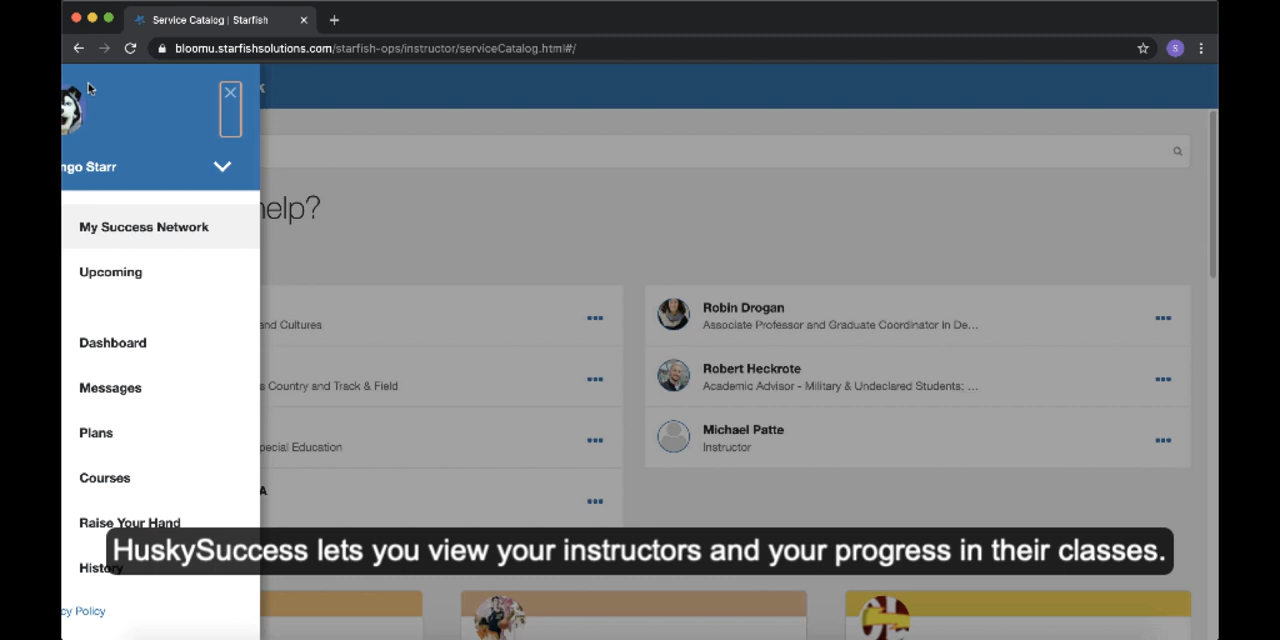 Service Catalog | Starfish
bloomu.starfishsolutions.com/starfish-ops/instructor/serviceCatalog.html#/
S
k
ngo Starr
My Success Network
Upcoming
Dashboard
Messages
Plans
Courses
Raise Your Hand
History
cy Policy
help?
and Cultures
s Country and Track & Field
pecial Education
A
Robin Drogan
Associate Professor and Graduate Coordinator In De...
Robert Heckrote
Academic Advisor - Military & Undeclared Students; ...
Michael Patte
Instructor
HuskySuccess lets you view your instructors and your progress in their classes.